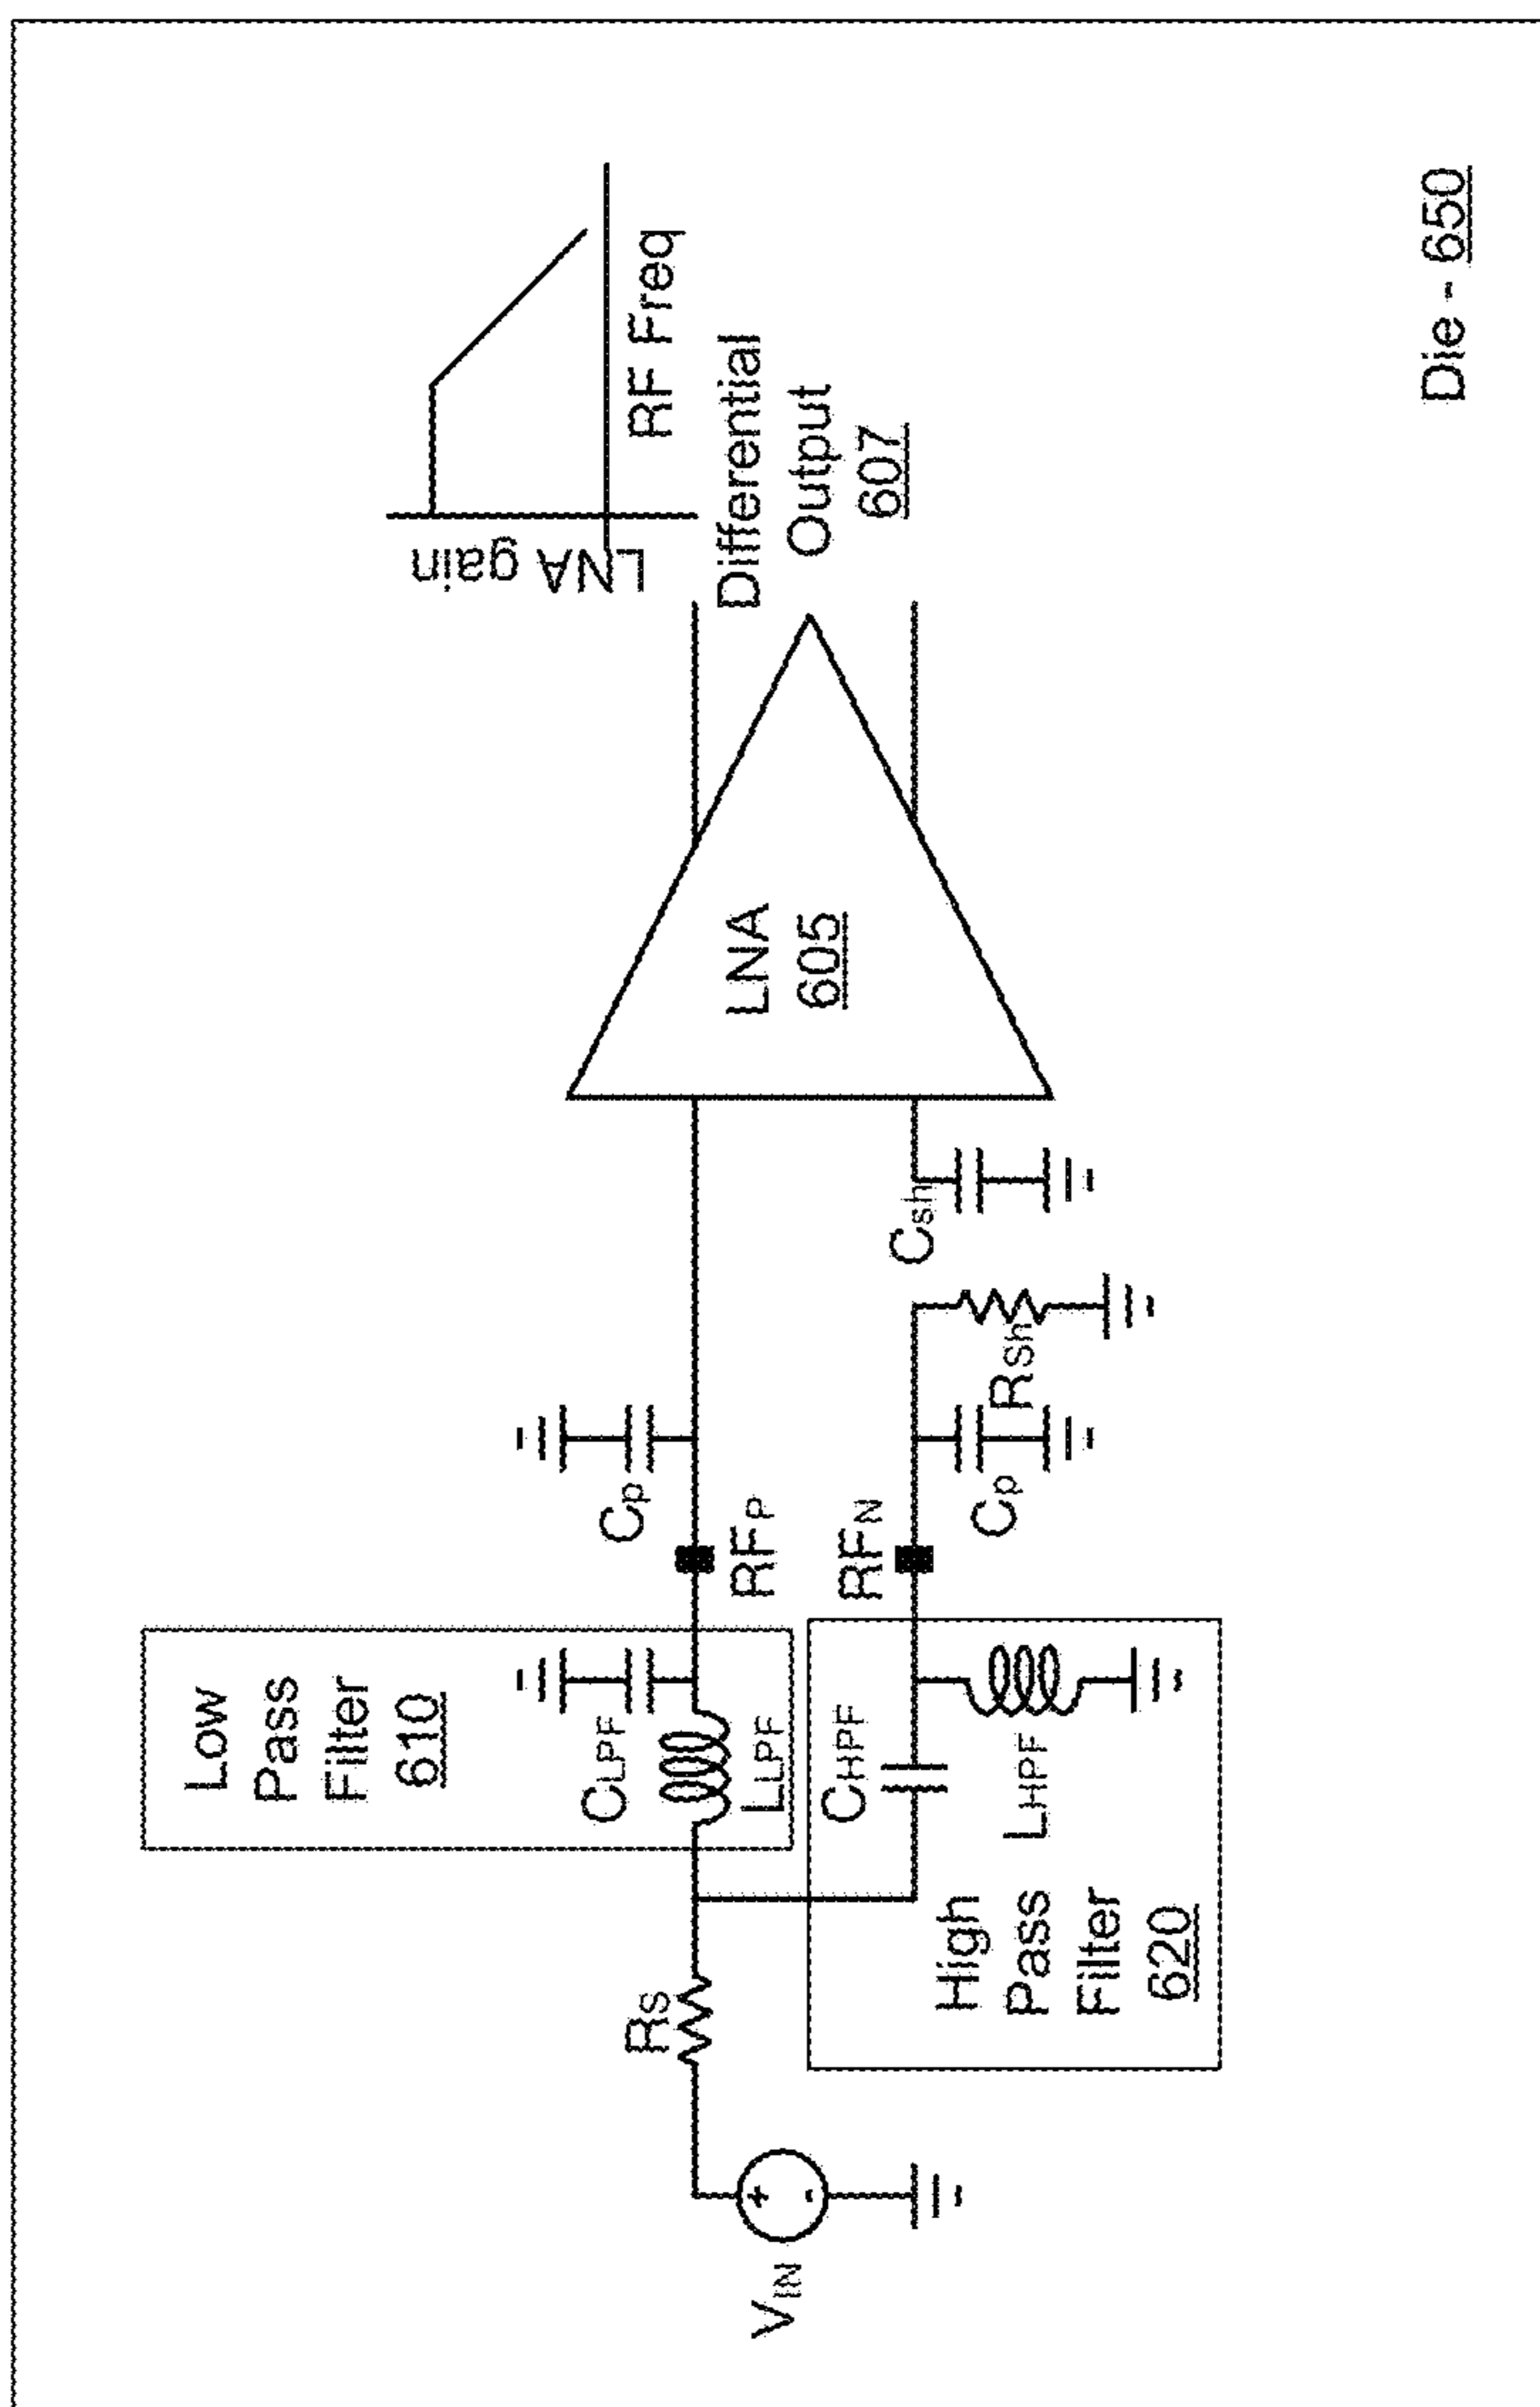 LNA gain
RF Freq
Differential
Output
607
Low
Pass
Filter
610
CLPF
LLPF
Cp
RFP
RFN
Cp
RSh
Csh
LNA
605
VIN
+
-
RS
CHPF
LHPF
High
Pass
Filter
620
Die - 650